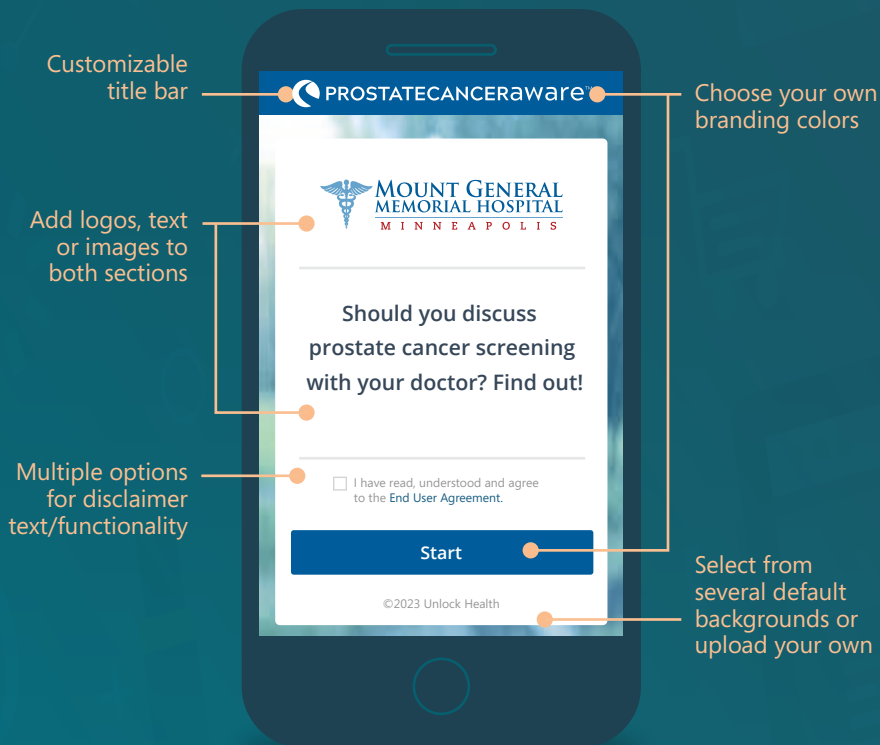 Customizable
title bar
PROSTATECANCERaware™
Choose your own
branding colors
MOUNT GENERAL
MEMORIAL HOSPITAL
MINNEAPOLIS
Add logos, text
or images to
both sections
Should you discuss
prostate cancer screening
with your doctor? Find out!
Multiple options
for disclaimer
text/functionality
I have read, understood and agree
to the End User Agreement.
Start
Select from
several default
backgrounds or
upload your own
©2023 Unlock Health